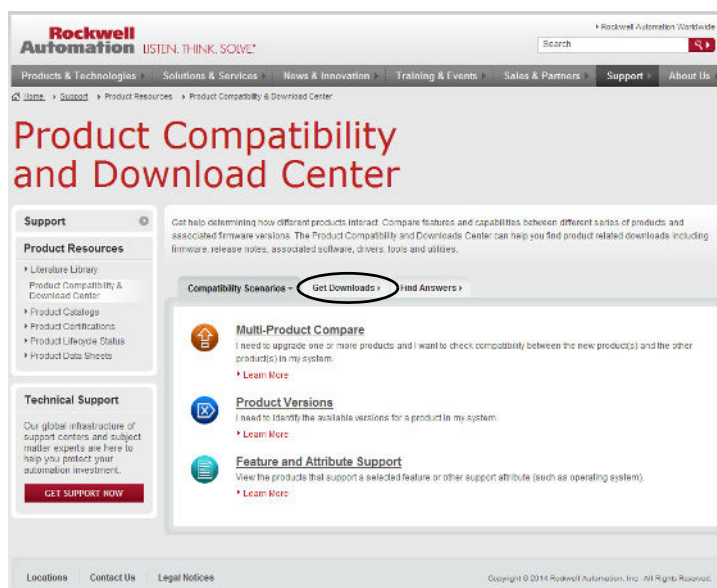 Rockwell Automation Worldwide
Rockwell
Automation LISTEN. THINK. SOLVE.®
Search
Products & Technologies Solutions & Services News & Innovation Training & Events Sales & Partners Support About Us
Home Support Product Resources Product Compatibility & Download Center
Product Compatibility
and Download Center
Support
Product Resources
Literature Library
Product Compatibility &
Download Center
Product Catalogs
Product Certifications
Product Lifecycle Status
Product Data Sheets
Technical Support
Our global infrastructure of
support centers and subject
matter experts are here to
help you protect your
automation investment.
GET SUPPORT NOW
Get help determining how different products interact. Compare features and capabilities between different series of products and
associated firmware versions. The Product Compatibility and Downloads Center can help you find product related downloads including
firmware, release notes, associated software, drivers, tools and utilities.
Compatibility Scenarios Get Downloads Find Answers
Multi-Product Compare
I need to upgrade one or more products and I want to check compatibility between the new product(s) and the other
product(s) in my system.
Learn More
Product Versions
I need to identify the available versions for a product in my system.
Learn More
Feature and Attribute Support
View the products that support a selected feature or other support attribute (such as operating system).
Learn More
Locations Contact Us Legal Notices
Copyright © 2014 Rockwell Automation, Inc. All Rights Reserved.